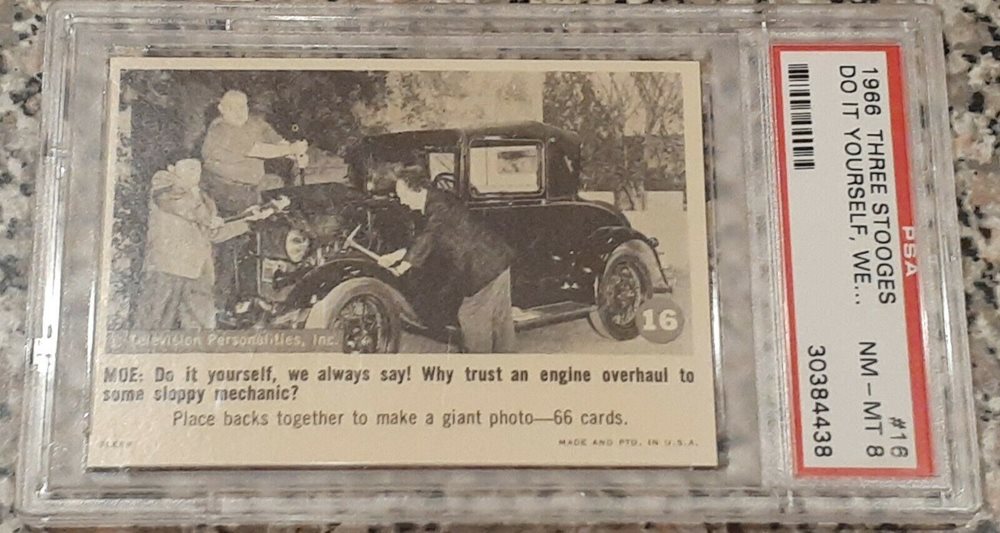 © Television Personalities, Inc.
16
MOE: Do it yourself, we always say! Why trust an engine overhaul to
some sloppy mechanic?
Place backs together to make a giant photo—66 cards.
FLEER
MADE AND PTD. IN U.S.A.
1966 THREE STOOGES #16
DO IT YOURSELF, WE... NM-MT 8
30384438
PSA